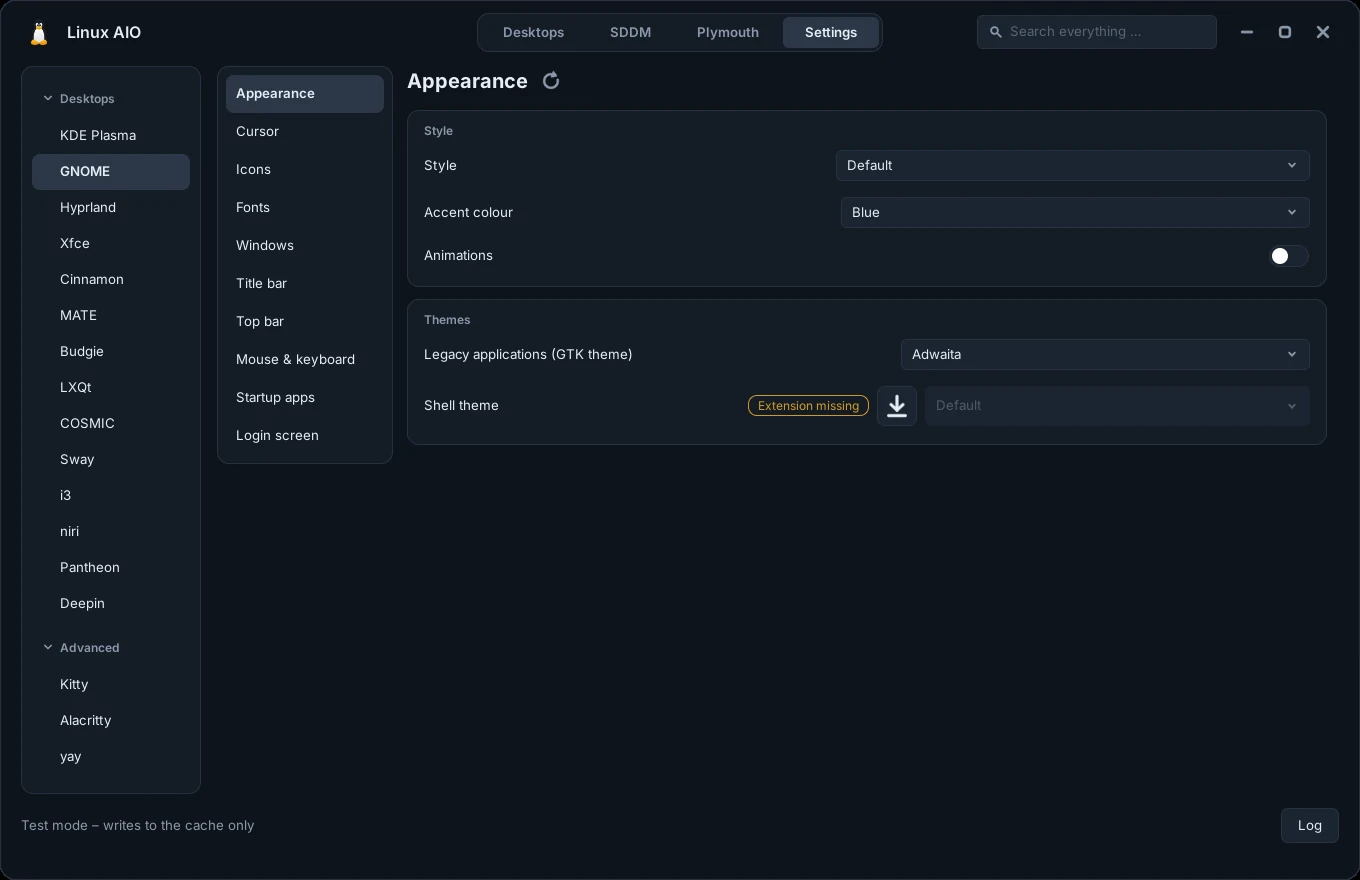 Linux AIO
Desktops
SDDM
Plymouth
Settings
Search everything ...
Desktops
KDE Plasma
GNOME
Hyprland
Xfce
Cinnamon
MATE
Budgie
LXQt
COSMIC
Sway
i3
niri
Pantheon
Deepin
Advanced
Kitty
Alacritty
yay
Appearance
Cursor
Icons
Fonts
Windows
Title bar
Top bar
Mouse & keyboard
Startup apps
Login screen
Appearance
Style
Style Default
Accent colour Blue
Animations
Themes
Legacy applications (GTK theme) Adwaita
Shell theme Extension missing Default
Test mode – writes to the cache only
Log